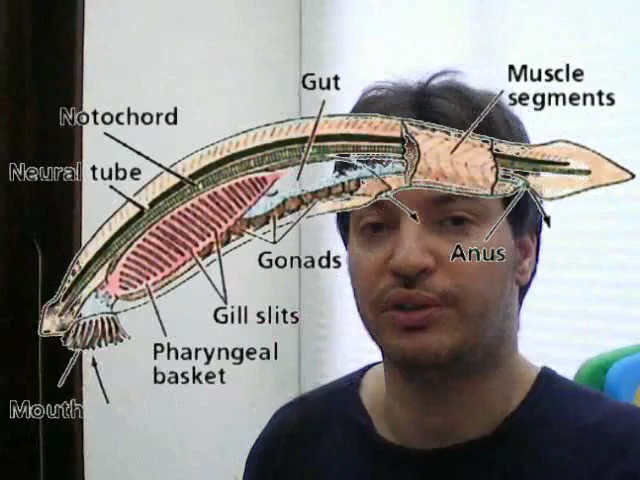 Gut
Muscle
segments
Notochord
Neural tube
Gonads
Anus
Gill slits
Pharyngeal
basket
Mouth